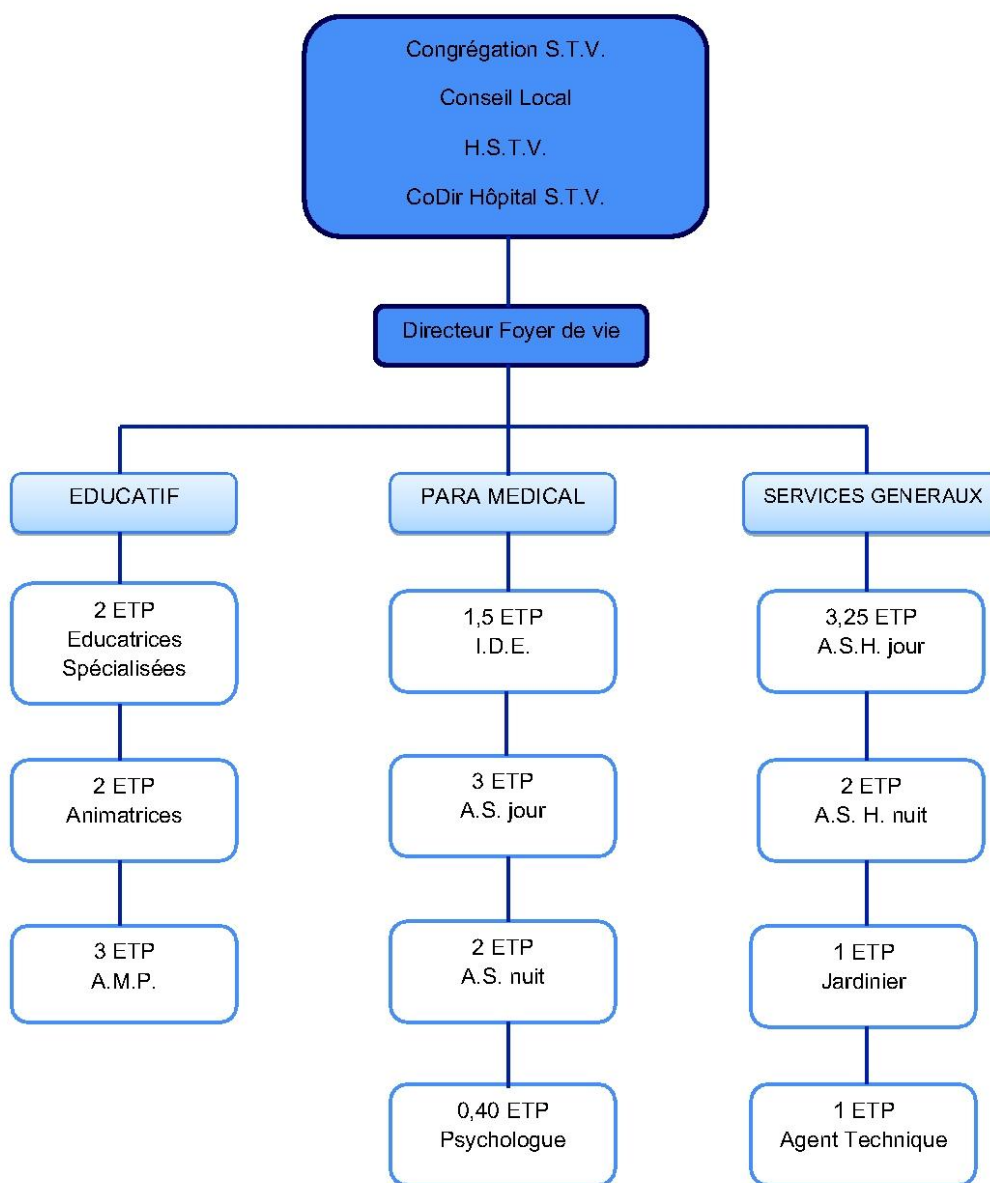 Congrégation S.T.V.
Conseil Local
H.S.T.V.
CoDir Hôpital S.T.V.
Directeur Foyer de vie
EDUCATIF
PARA MEDICAL
SERVICES GENERAUX
2 ETP
Educatrices
Spécialisées
1,5 ETP
I.D.E.
3,25 ETP
A.S.H. jour
2 ETP
Animatrices
3 ETP
A.S. jour
2 ETP
A.S. H. nuit
3 ETP
A.M.P.
2 ETP
A.S. nuit
1 ETP
Jardinier
0,40 ETP
Psychologue
1 ETP
Agent Technique